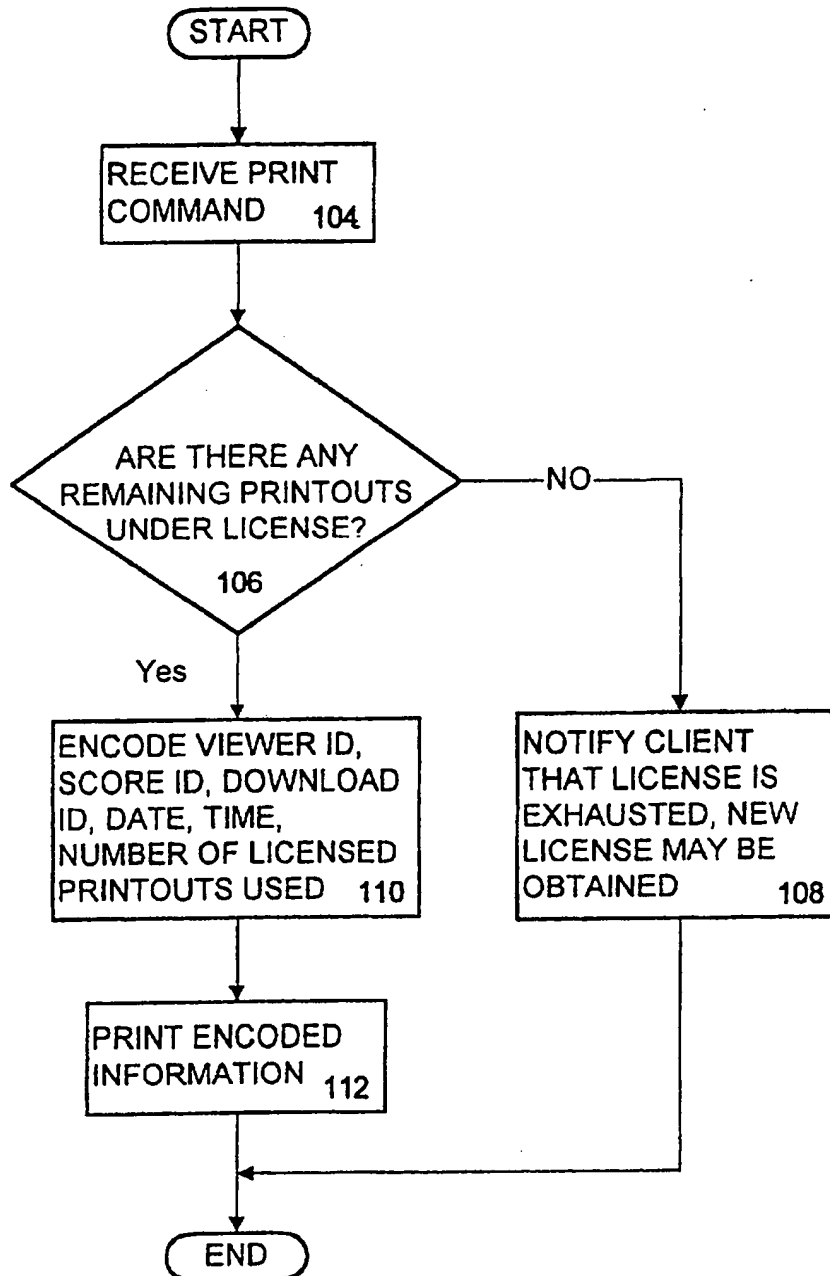 START
RECEIVE PRINT
COMMAND 104
ARE THERE ANY
REMAINING PRINTOUTS
UNDER LICENSE?
106
NO
Yes
ENCODE VIEWER ID,
SCORE ID, DOWNLOAD
ID, DATE, TIME,
NUMBER OF LICENSED
PRINTOUTS USED 110
NOTIFY CLIENT
THAT LICENSE IS
EXHAUSTED, NEW
LICENSE MAY BE
OBTAINED 108
PRINT ENCODED
INFORMATION 112
END